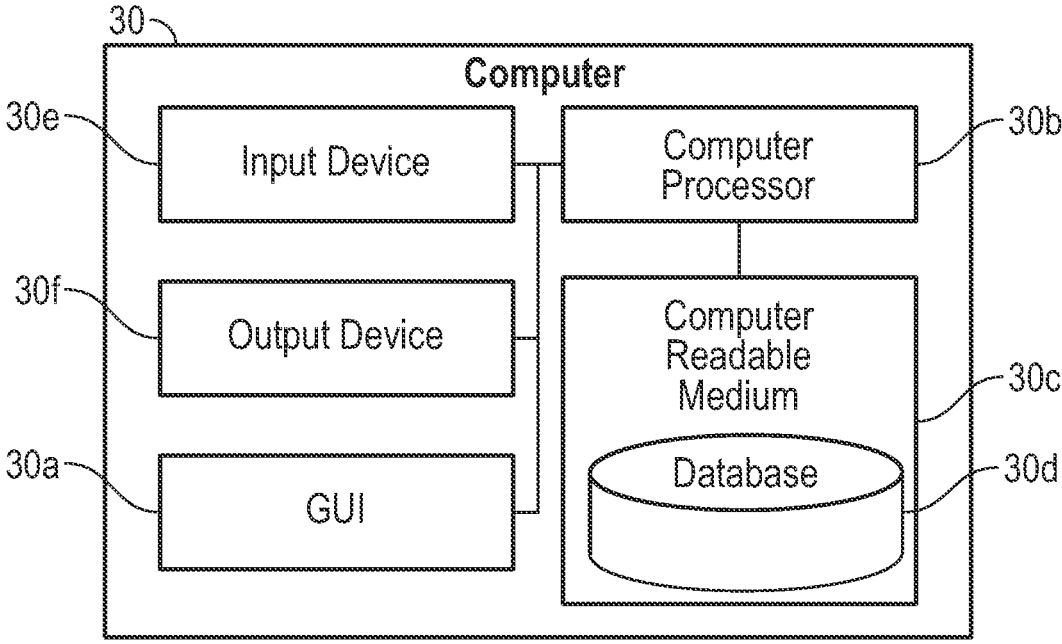 30
Computer
30e
Input Device
Computer
Processor
30b
30f
Output Device
Computer
Readable
Medium
30c
30a
GUI
Database
30d